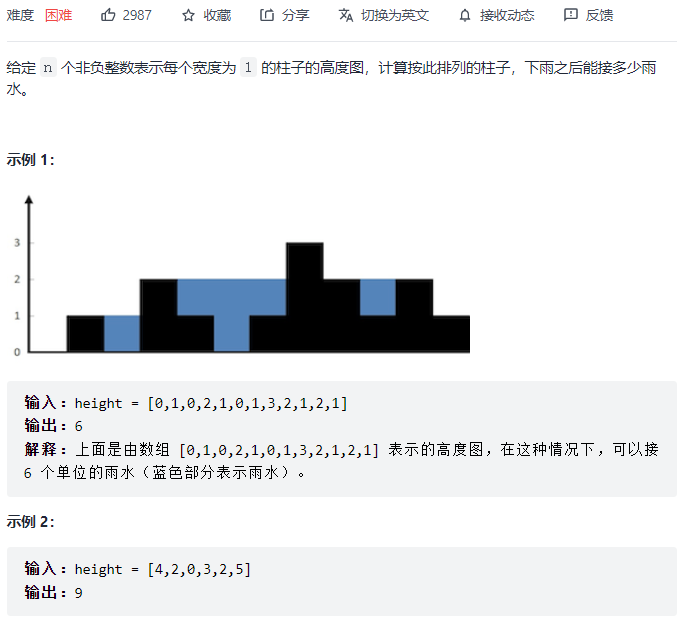 难度 困难 2987 收藏 分享 切换为英文 接收动态 反馈
给定 n 个非负整数表示每个宽度为 1 的柱子的高度图，计算按此排列的柱子，下雨之后能接多少雨
水。
示例 1：
3
2
1
0
输入：height = [0,1,0,2,1,0,1,3,2,1,2,1]
输出：6
解释：上面是由数组 [0,1,0,2,1,0,1,3,2,1,2,1] 表示的高度图，在这种情况下，可以接
6 个单位的雨水（蓝色部分表示雨水）。
示例 2：
输入：height = [4,2,0,3,2,5]
输出：9